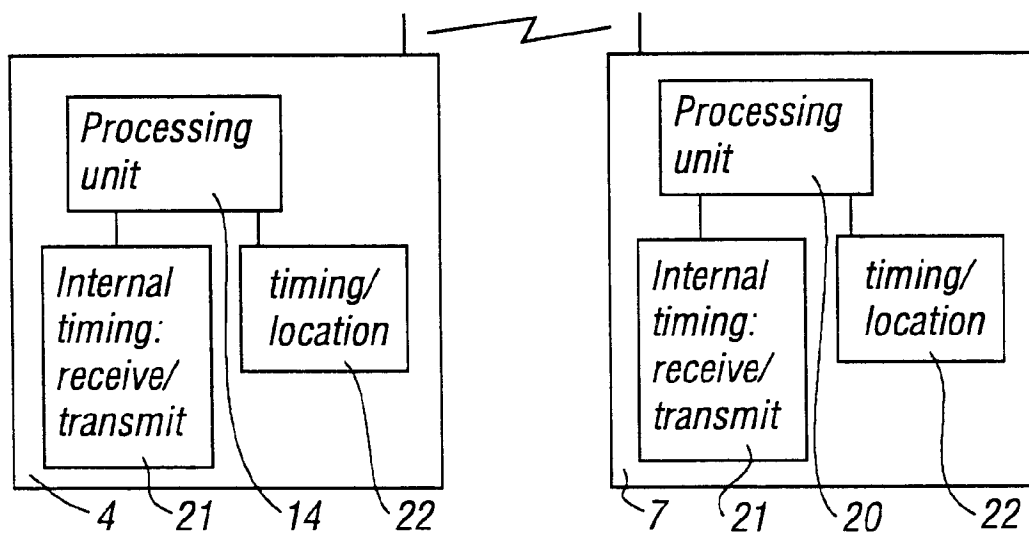 Processing
unit
Internal
timing:
receive/
transmit
timing/
location
4
21
14
22
Processing
unit
Internal
timing:
receive/
transmit
timing/
location
7
21
20
22